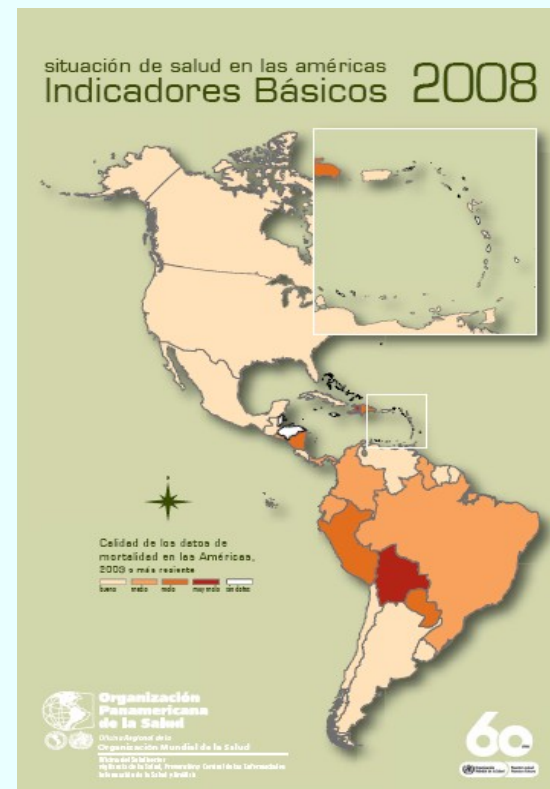 situación de salud en las américas
Indicadores Básicos 2008
Calidad de los datos de
mortalidad en las Américas,
2003 o más reciente
bueno medio malo muy malo sin datos
Organización
Panamericana
de la Salud
Oficina Regional de la
Organización Mundial de la Salud
60